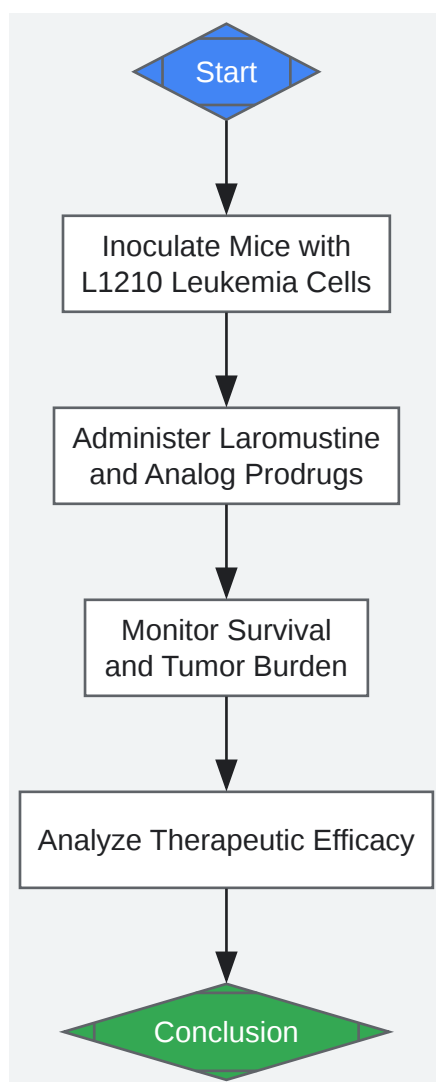 Start
Inoculate Mice with
L1210 Leukemia Cells
Administer Laromustine
and Analog Prodrugs
Monitor Survival
and Tumor Burden
Analyze Therapeutic Efficacy
Conclusion